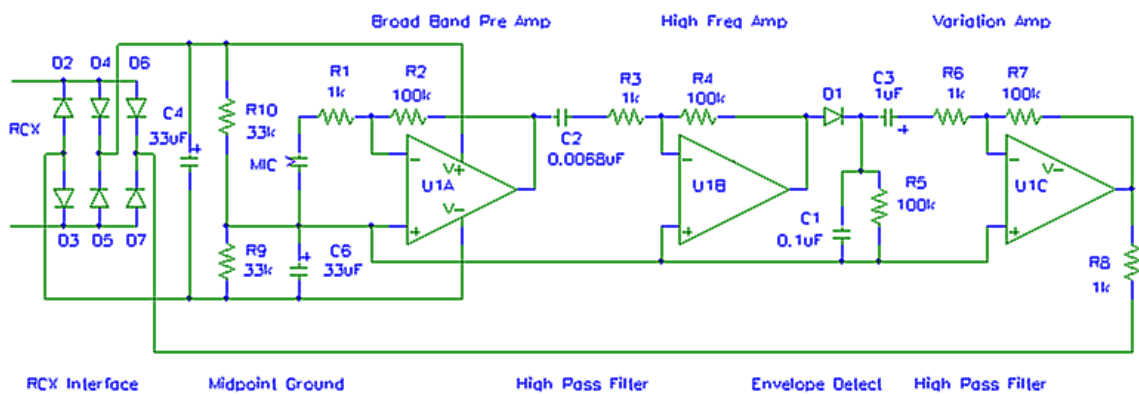 Broad Band Pre Amp
High Freq Amp
Variation Amp
D2
D4
D6
RCX
C4
33uF
+
R10
33k
MIC
R1
1k
R2
100k
V+
-
U1A
V-
+
C2
0.0068uF
R3
1k
R4
100k
-
U1B
+
D1
C3
1uF
+
R6
1k
R7
100k
-
V+
U1C
V-
+
D3
D5
D7
R9
33k
C6
33uF
+
C1
0.1uF
R5
100k
R8
1k
RCX Interface
Midpoint Ground
High Pass Filter
Envelope Detect
High Pass Filter